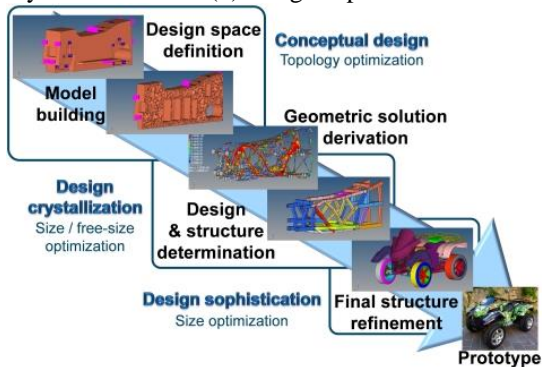 Design space
definition
Conceptual design
Topology optimization
Model
building
Geometric solution
derivation
Design
crystallization
Size / free-size
optimization
Design
& structure
determination
Design sophistication
Size optimization
Final structure
refinement
Prototype